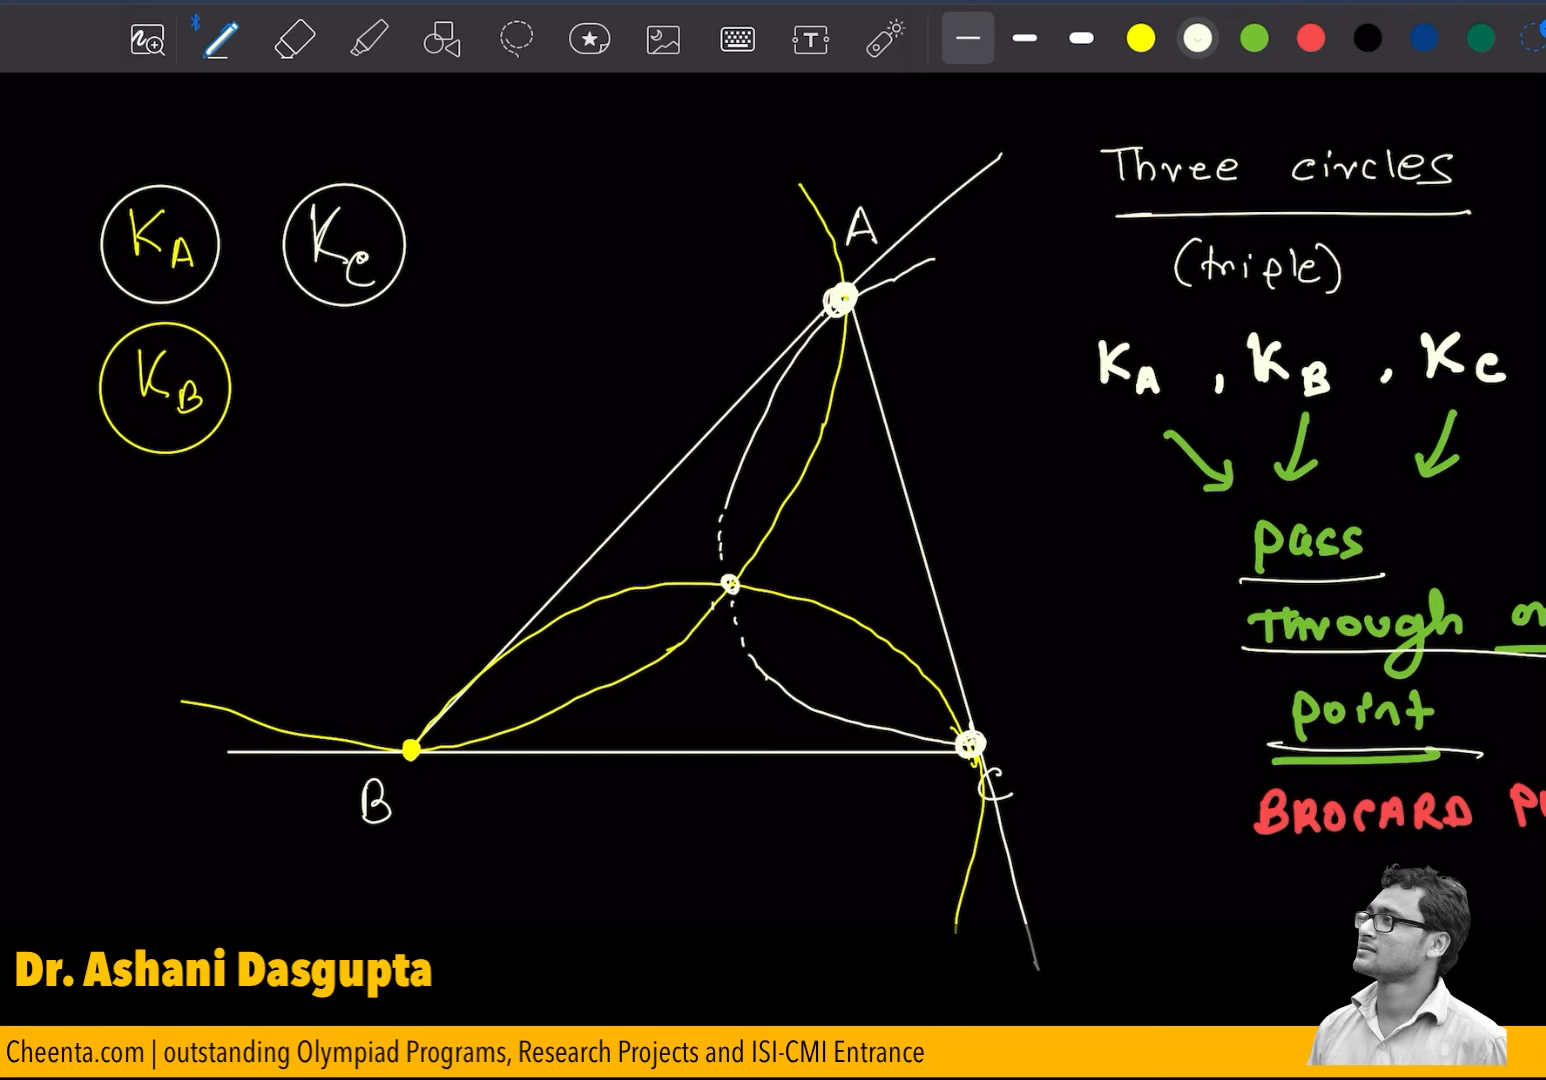 K_A
K_C
K_B
A
B
C
Three circles
(triple)
K_A , K_B , K_C
pass
through
point
BROCARD
Dr. Ashani Dasgupta
Cheenta.com | outstanding Olympiad Programs, Research Projects and ISI-CMI Entrance
T